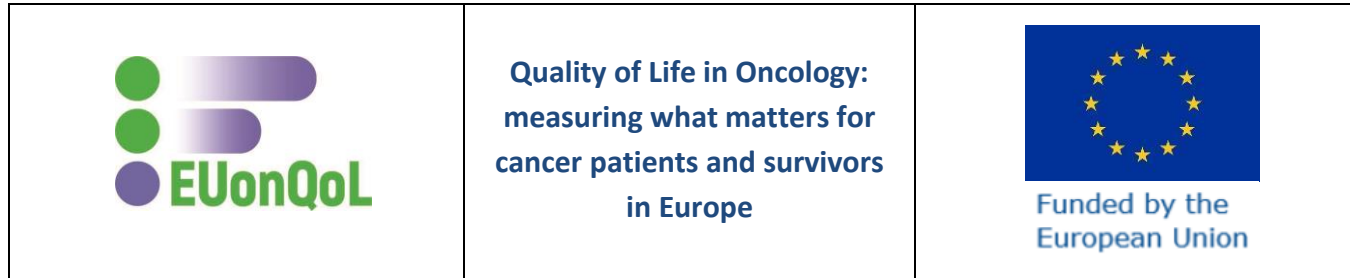 EUonQoL
Quality of Life in Oncology:
measuring what matters for
cancer patients and survivors
in Europe
Funded by the
European Union